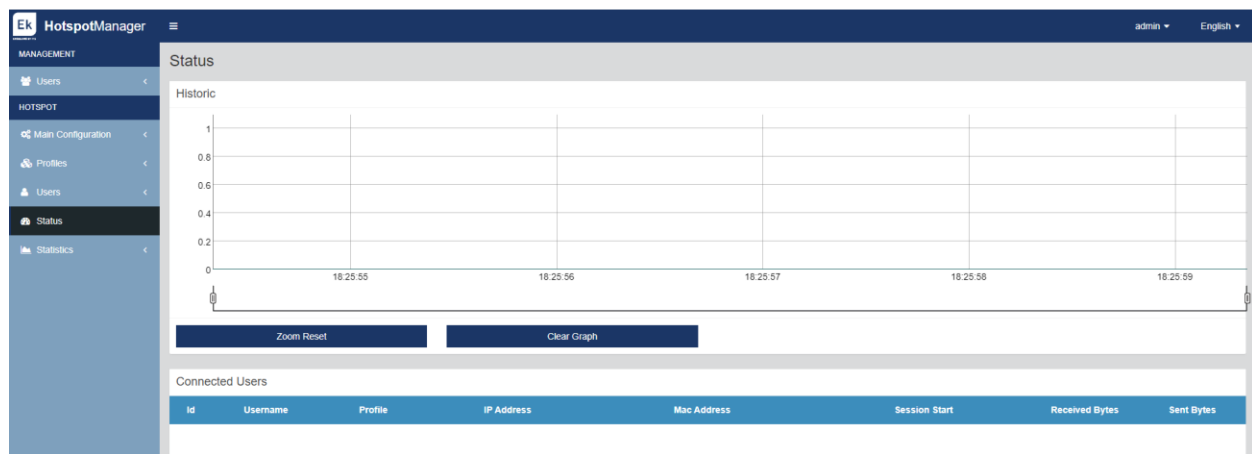 Ek HotspotManager admin English
MANAGEMENT
Users
HOTSPOT
Main Configuration
Profiles
Users
Status
Statistics
Status
Historic
1
0.8
0.6
0.4
0.2
0
18:25:55 18:25:56 18:25:57 18:25:58 18:25:59
Zoom Reset Clear Graph
Connected Users
Id Username Profile IP Address Mac Address Session Start Received Bytes Sent Bytes